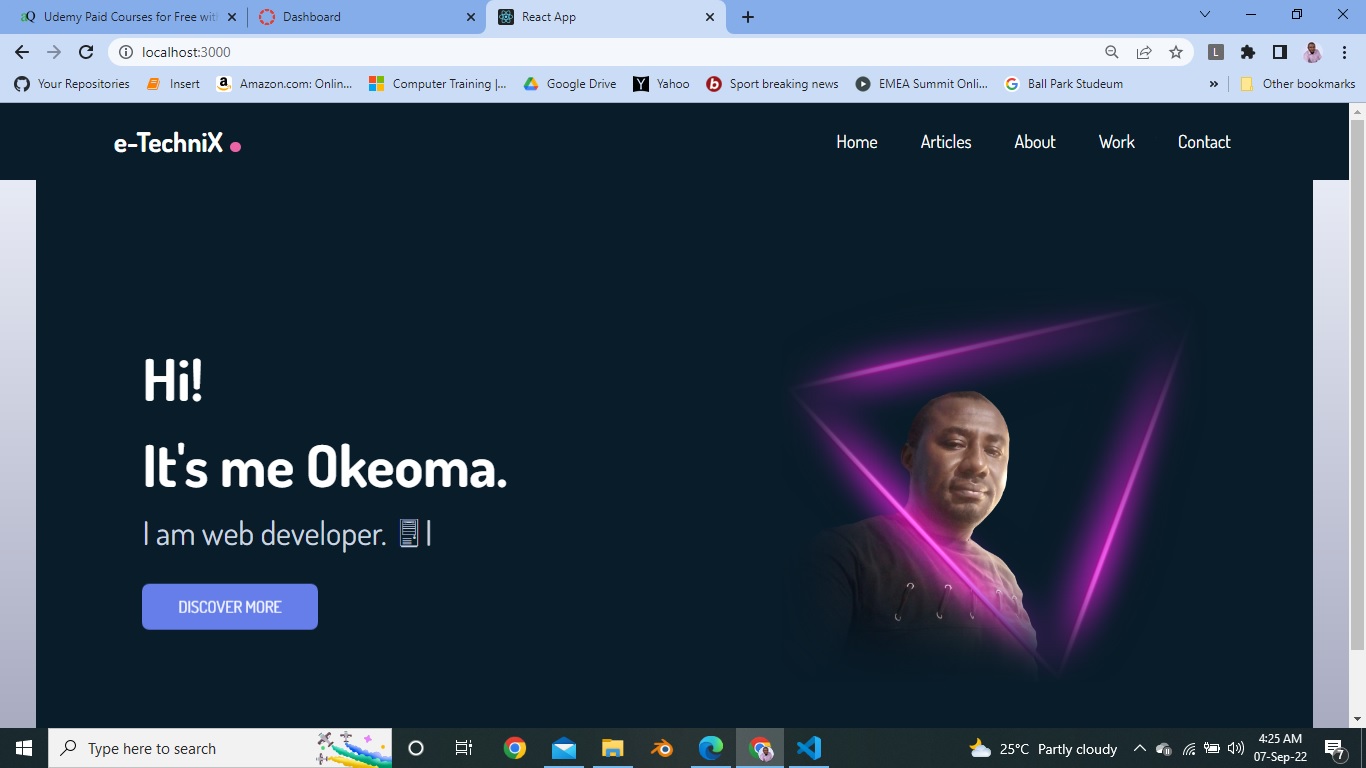 Udemy Paid Courses for Free with
Dashboard
React App
localhost:3000
Your Repositories
Insert
Amazon.com: Onlin...
Computer Training |...
Google Drive
Yahoo
Sport breaking news
EMEA Summit Onli...
Ball Park Studeum
»
Other bookmarks
e-TechniX
Home
Articles
About
Work
Contact
Hi!
It's me Okeoma.
I am web developer.
DISCOVER MORE
Type here to search
25°C Partly cloudy
4:25 AM
07-Sep-22
7